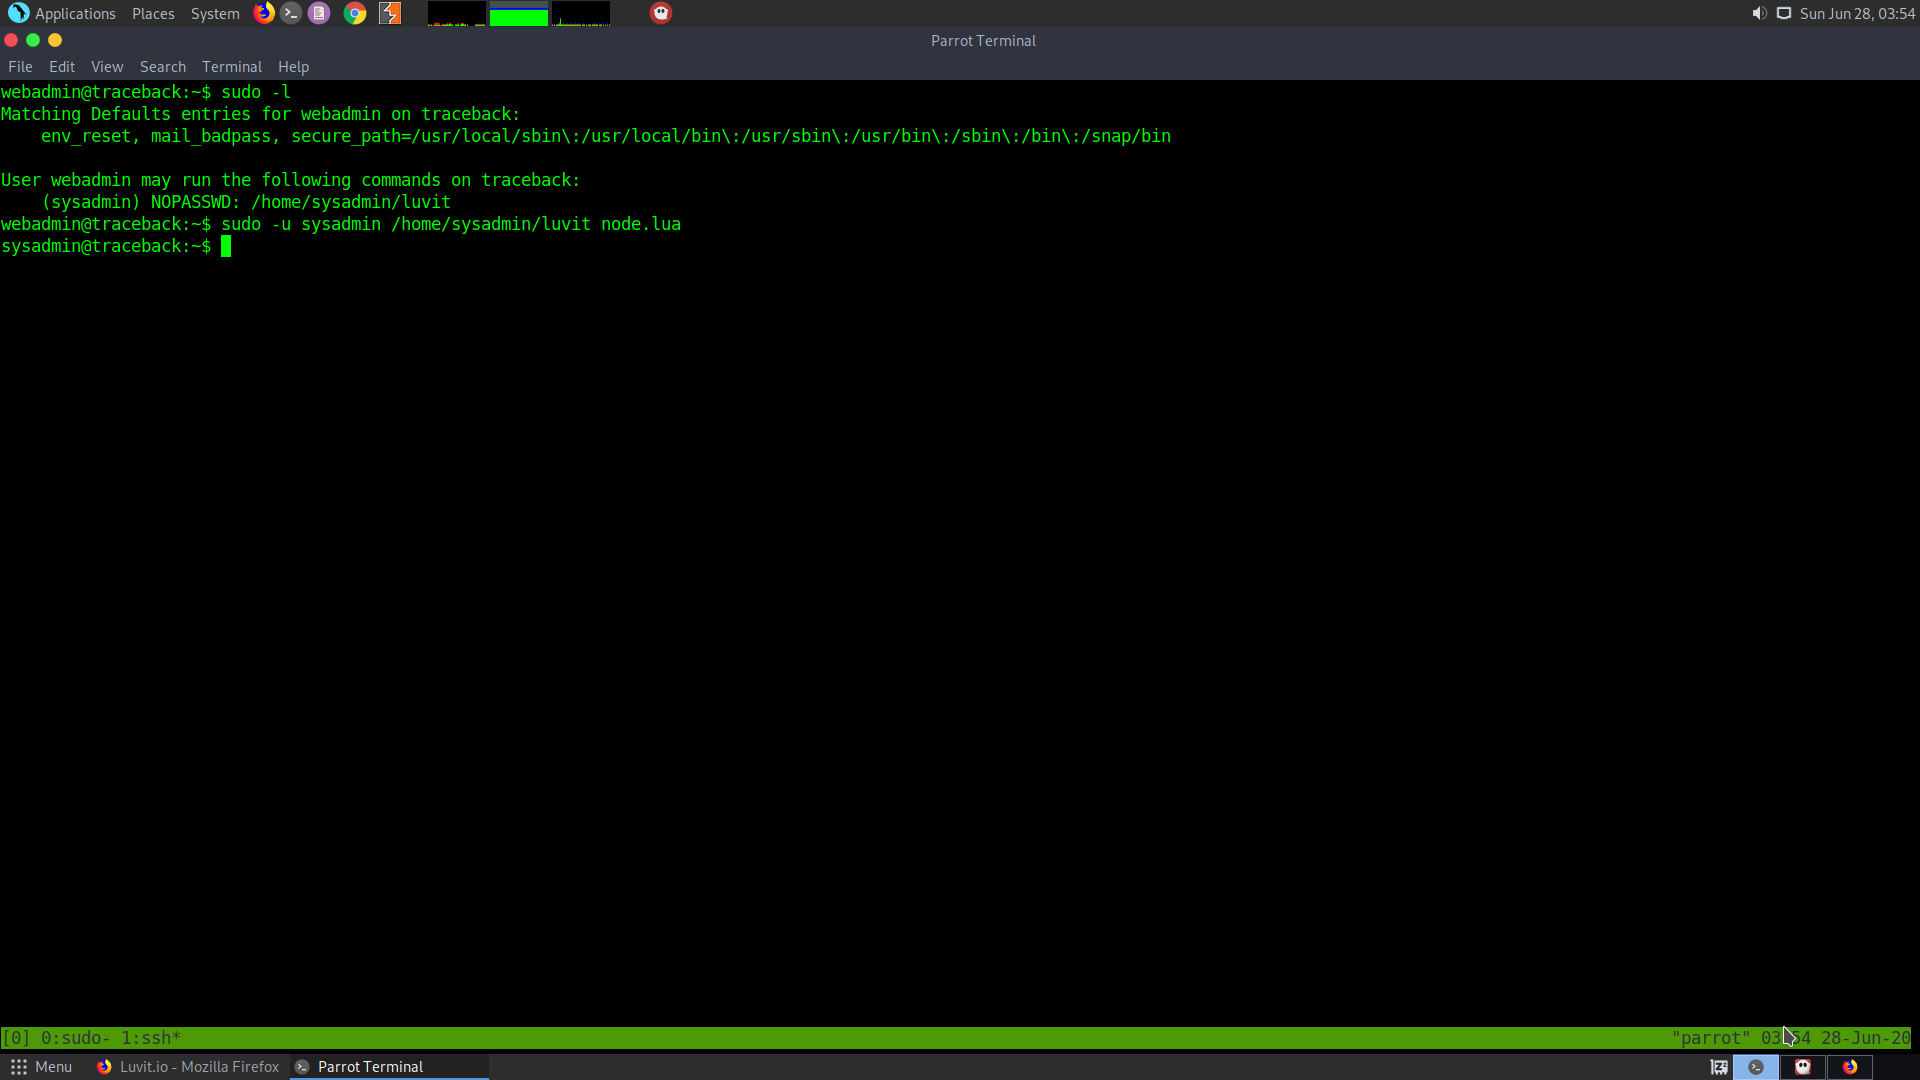 Applications Places System Sun Jun 28, 03:54
Parrot Terminal
File Edit View Search Terminal Help
webadmin@traceback:~$ sudo -l
Matching Defaults entries for webadmin on traceback:
    env_reset, mail_badpass, secure_path=/usr/local/sbin\:/usr/local/bin\:/usr/sbin\:/usr/bin\:/sbin\:/bin\:/snap/bin
User webadmin may run the following commands on traceback:
    (sysadmin) NOPASSWD: /home/sysadmin/luvit
webadmin@traceback:~$ sudo -u sysadmin /home/sysadmin/luvit node.lua
sysadmin@traceback:~$
[0] 0:sudo- 1:ssh* "parrot" 03:54 28-Jun-20
Menu Luvit.io - Mozilla Firefox Parrot Terminal